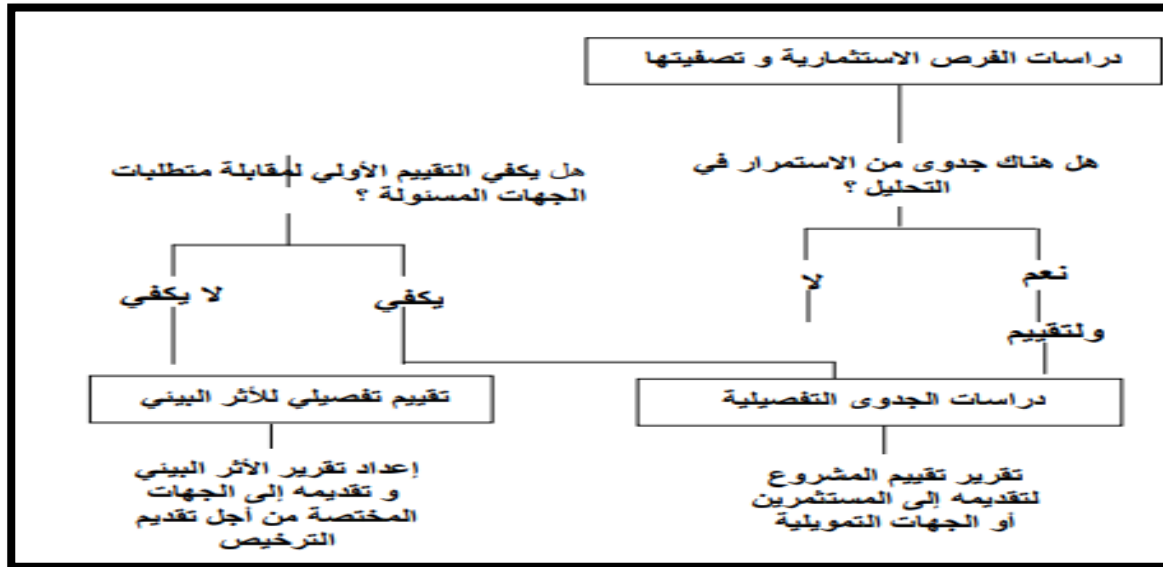 دراسات الفرص الاستثمارية و تصفيتها
هل هناك جدوى من الاستمرار في
التحليل ؟
نعم
لا
ولتقييم
دراسات الجدوى التفصيلية
تقرير تقييم المشروع
لتقديمه إلى المستثمرين
أو الجهات التمويلية
هل يكفي التقييم الأولي لمقابلة متطلبات
الجهات المسئولة ؟
يكفي
لا يكفي
تقييم تفصيلي للأثر البيئي
إعداد تقرير الأثر البيئي
و تقديمه إلى الجهات
المختصة من أجل تقديم
الترخيص